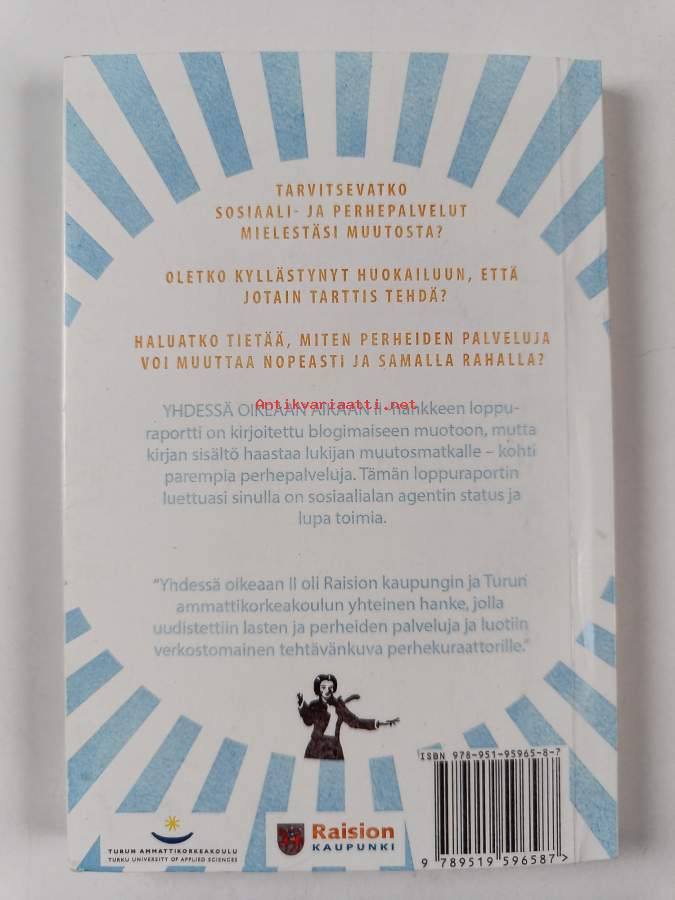 TARVITSEVATKO
SOSIAALI- JA PERHEPALVELUT
MIELESTÄSI MUUTOSTA?
OLETKO KYLLÄSTYNYT HUOKAILUUN, ETTÄ
JOTAIN TARTTIS TEHDÄ?
HALUATKO TIETÄÄ, MITEN PERHEIDEN PALVELUJA
VOI MUUTTAA NOPEASTI JA SAMALLA RAHALLA?
Antikvariaatti.net
YHDESSÄ OIKEAAN AIKAAN II -hankkeen loppu-
raportti on kirjoitettu blogimaiseen muotoon, mutta
kirjan sisältö haastaa lukijan muutosmatkalle – kohti
parempia perhepalveluja. Tämän loppuraportin
luettuasi sinulla on sosiaalialan agentin status ja
lupa toimia.
"Yhdessä oikeaan II oli Raision kaupungin ja Turun
ammattikorkeakoulun yhteinen hanke, jolla
uudistettiin lasten ja perheiden palveluja ja luotiin
verkostomainen tehtävänkuva perhekuraattorille."
ISBN 978-951-95965-8-7
TURUN AMMATTIKORKEAKOULU
TURKU UNIVERSITY OF APPLIED SCIENCES
Raision
KAUPUNKI
9 789519 596587 >